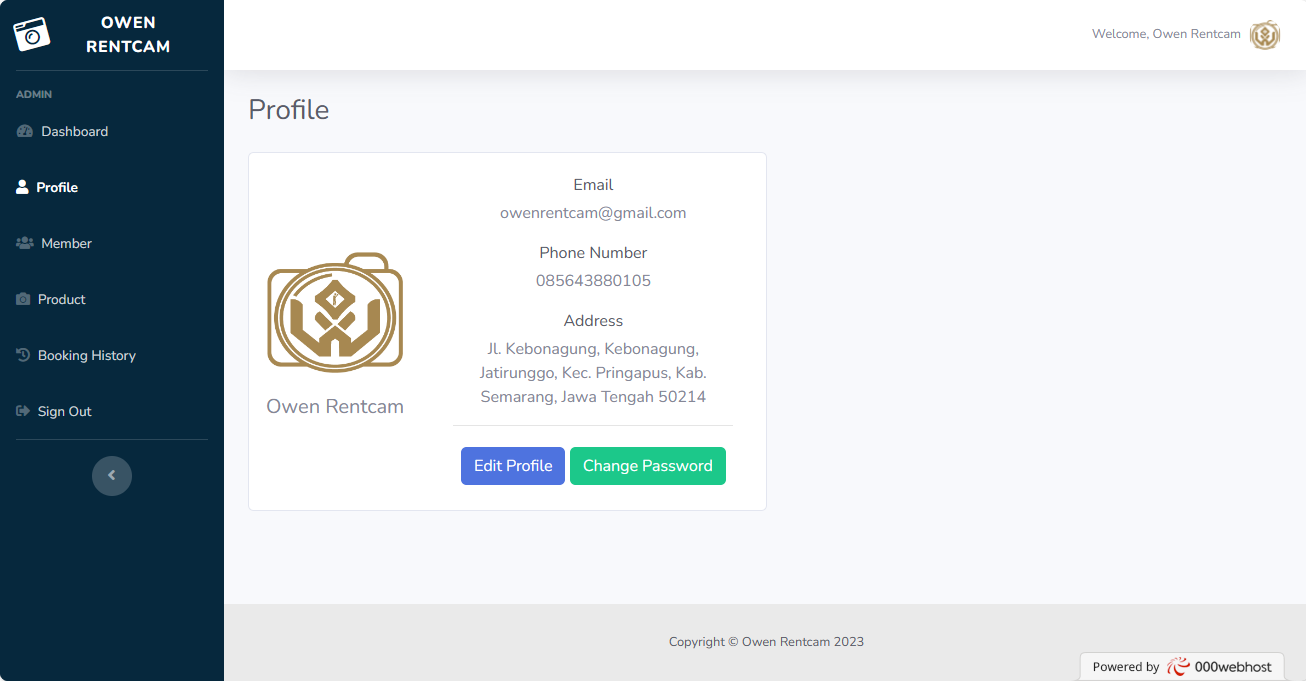 OWEN
RENTCAM
Welcome, Owen Rentcam
ADMIN
Dashboard
Profile
Member
Product
Booking History
Sign Out
Profile
Owen Rentcam
Email
owenrentcam@gmail.com
Phone Number
085643880105
Address
Jl. Kebonagung, Kebonagung,
Jatirunggo, Kec. Pringapus, Kab.
Semarang, Jawa Tengah 50214
Edit Profile
Change Password
Copyright © Owen Rentcam 2023
Powered by 000webhost